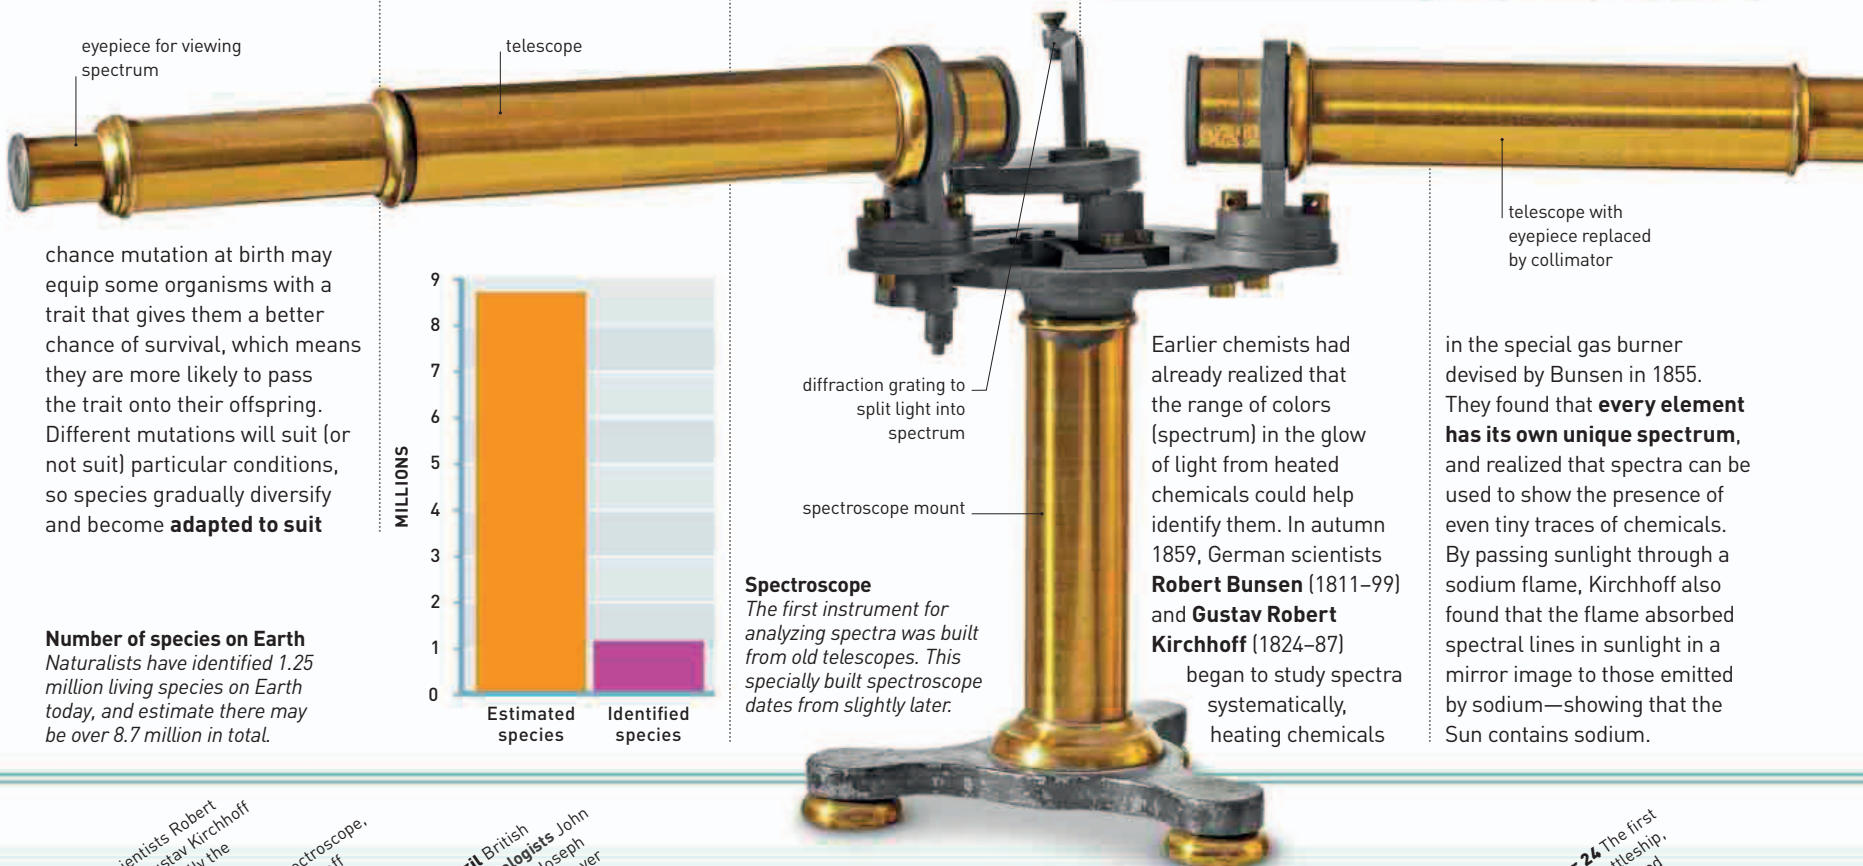 eyepiece for viewing
spectrum
telescope
telescope with
eyepiece replaced
by collimator
chance mutation at birth may
equip some organisms with a
trait that gives them a better
chance of survival, which means
they are more likely to pass
the trait onto their offspring.
Different mutations will suit (or
not suit) particular conditions,
so species gradually diversify
and become adapted to suit
Number of species on Earth
Naturalists have identified 1.25
million living species on Earth
today, and estimate there may
be over 8.7 million in total.
MILLIONS
9
8
7
6
5
4
3
2
1
0
Estimated
species
Identified
species
diffraction grating to
split light into
spectrum
spectroscope mount
Spectroscope
The first instrument for
analyzing spectra was built
from old telescopes. This
specially built spectroscope
dates from slightly later.
Earlier chemists had
already realized that
the range of colors
(spectrum) in the glow
of light from heated
chemicals could help
identify them. In autumn
1859, German scientists
Robert Bunsen (1811–99)
and Gustav Robert
Kirchhoff (1824–87)
began to study spectra
systematically,
heating chemicals
in the special gas burner
devised by Bunsen in 1855.
They found that every element
has its own unique spectrum,
and realized that spectra can be
used to show the presence of
even tiny traces of chemicals.
By passing sunlight through a
sodium flame, Kirchhoff also
found that the flame absorbed
spectral lines in sunlight in a
mirror image to those emitted
by sodium—showing that the
Sun contains sodium.
Robert
Kirchhoff
the
British
John
Joseph
24 The first